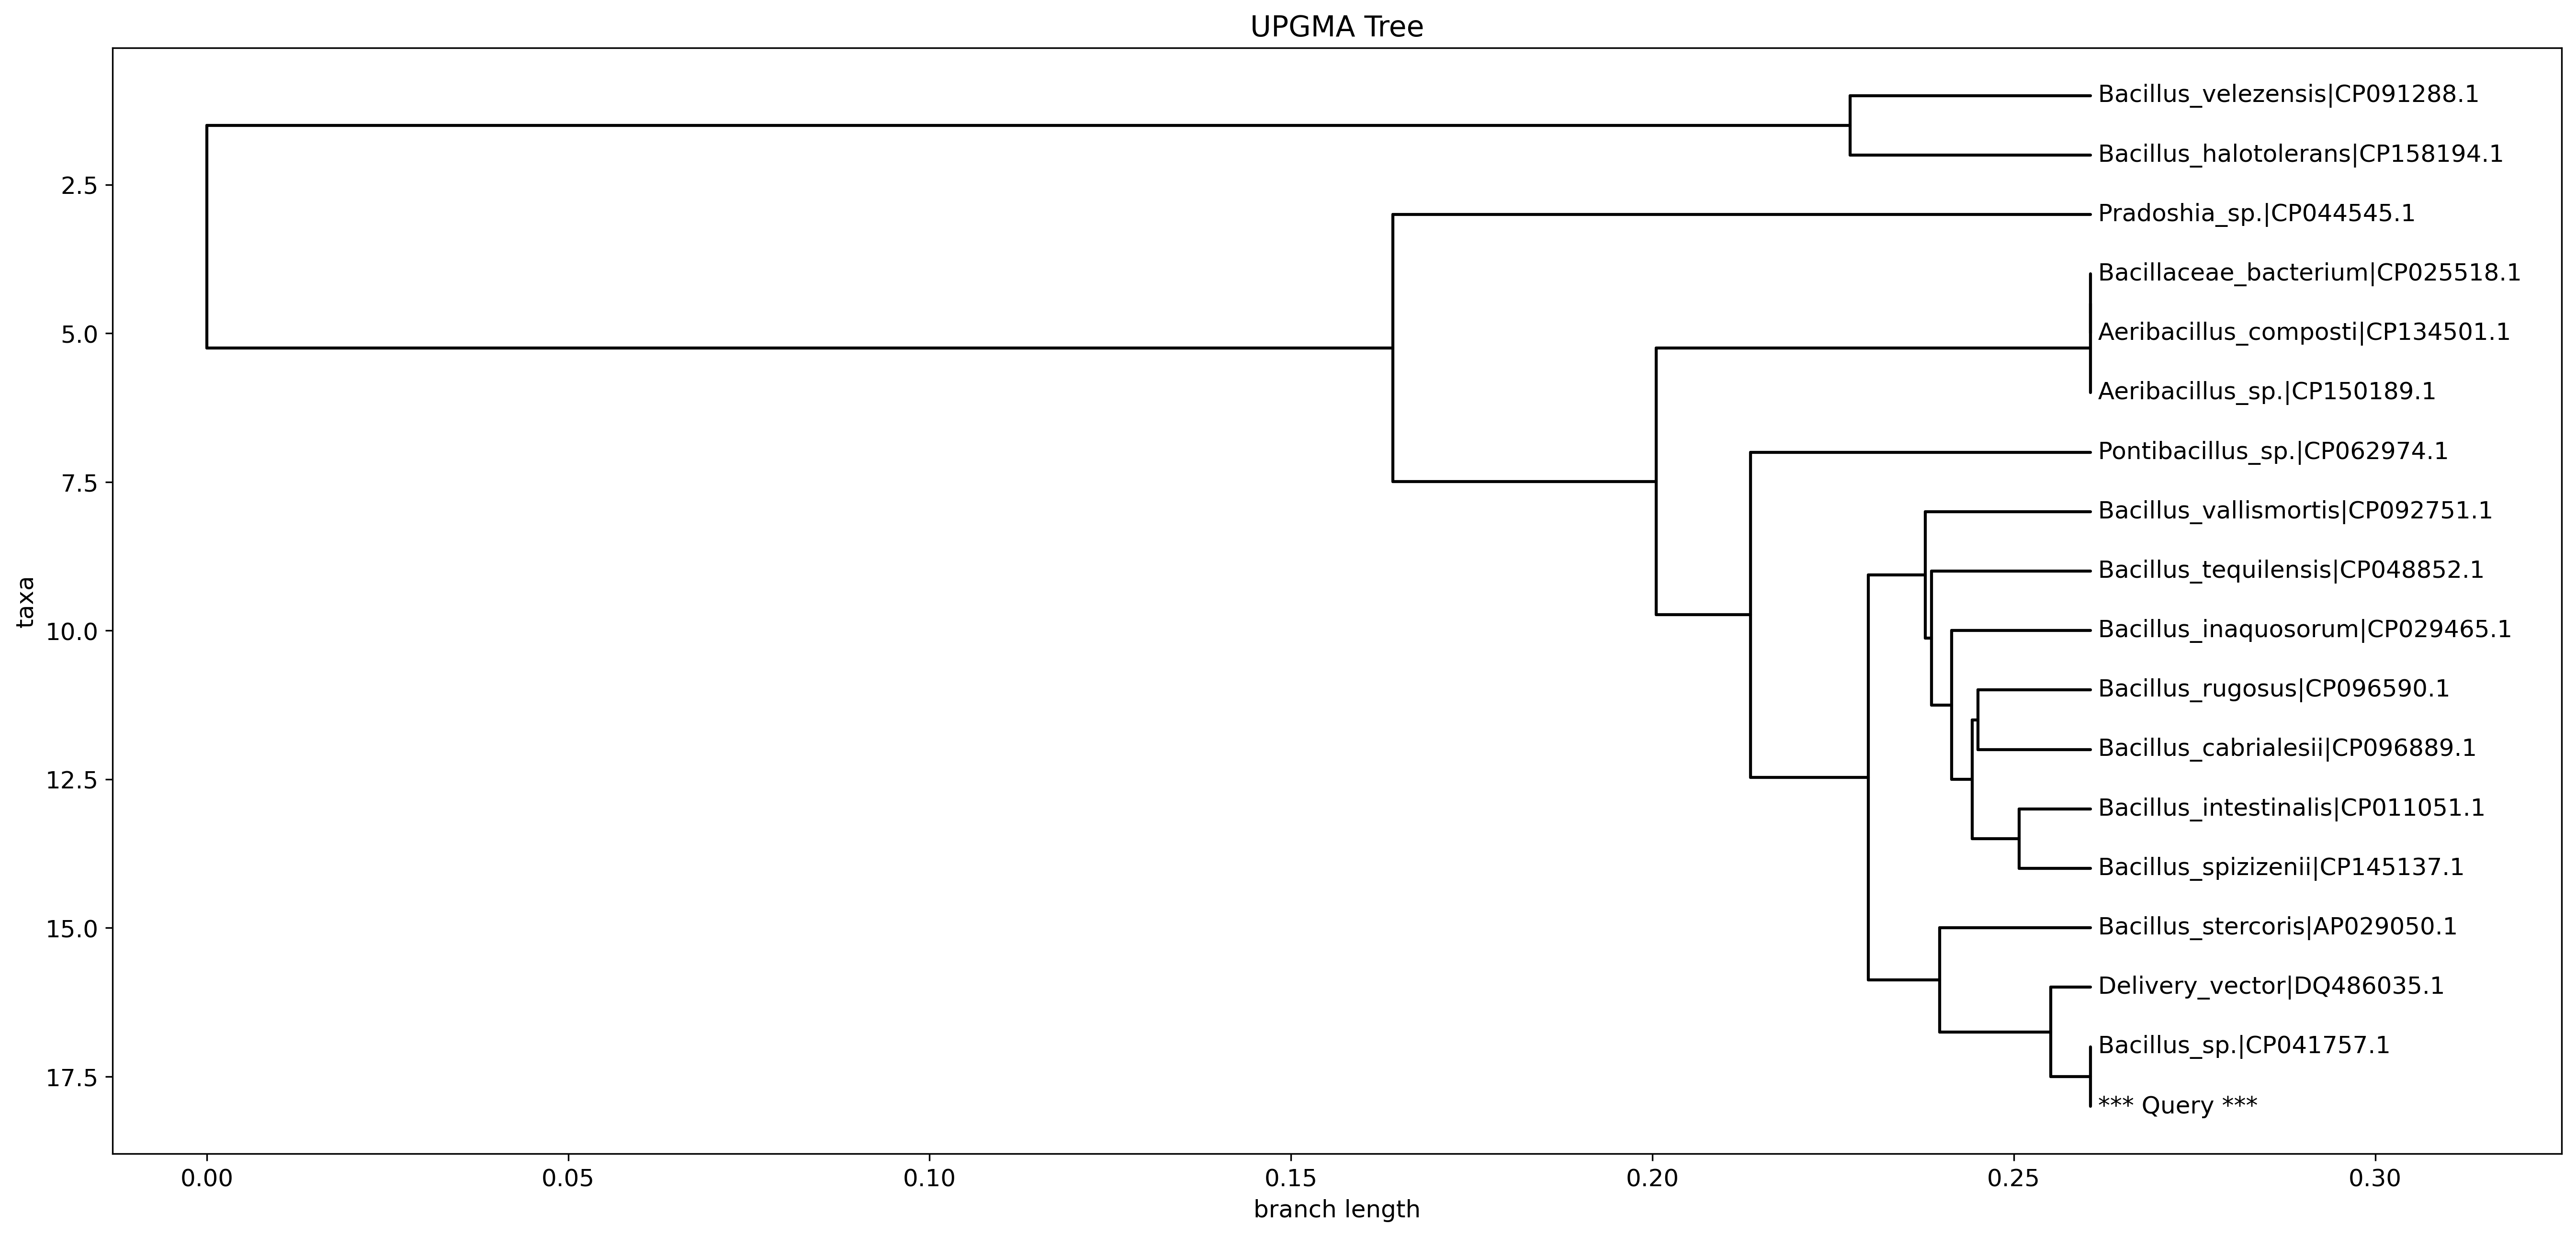 UPGMA Tree
Bacillus_velezensis|CP091288.1
Bacillus_halotolerans|CP158194.1
2.5
Pradoshia_sp.|CP044545.1
Bacillaceae_bacterium|CP025518.1
5.0
Aeribacillus_composti|CP134501.1
Aeribacillus_sp.|CP150189.1
Pontibacillus_sp.|CP062974.1
7.5
Bacillus_vallismortis|CP092751.1
Bacillus_tequilensis|CP048852.1
taxa
10.0
Bacillus_inaquosorum|CP029465.1
Bacillus_rugosus|CP096590.1
Bacillus_cabrialesii|CP096889.1
12.5
Bacillus_intestinalis|CP011051.1
Bacillus_spizizenii|CP145137.1
15.0
Bacillus_stercoris|AP029050.1
Delivery_vector|DQ486035.1
Bacillus_sp.|CP041757.1
17.5
*** Query ***
0.00 0.05 0.10 0.15 0.20 0.25 0.30
branch length